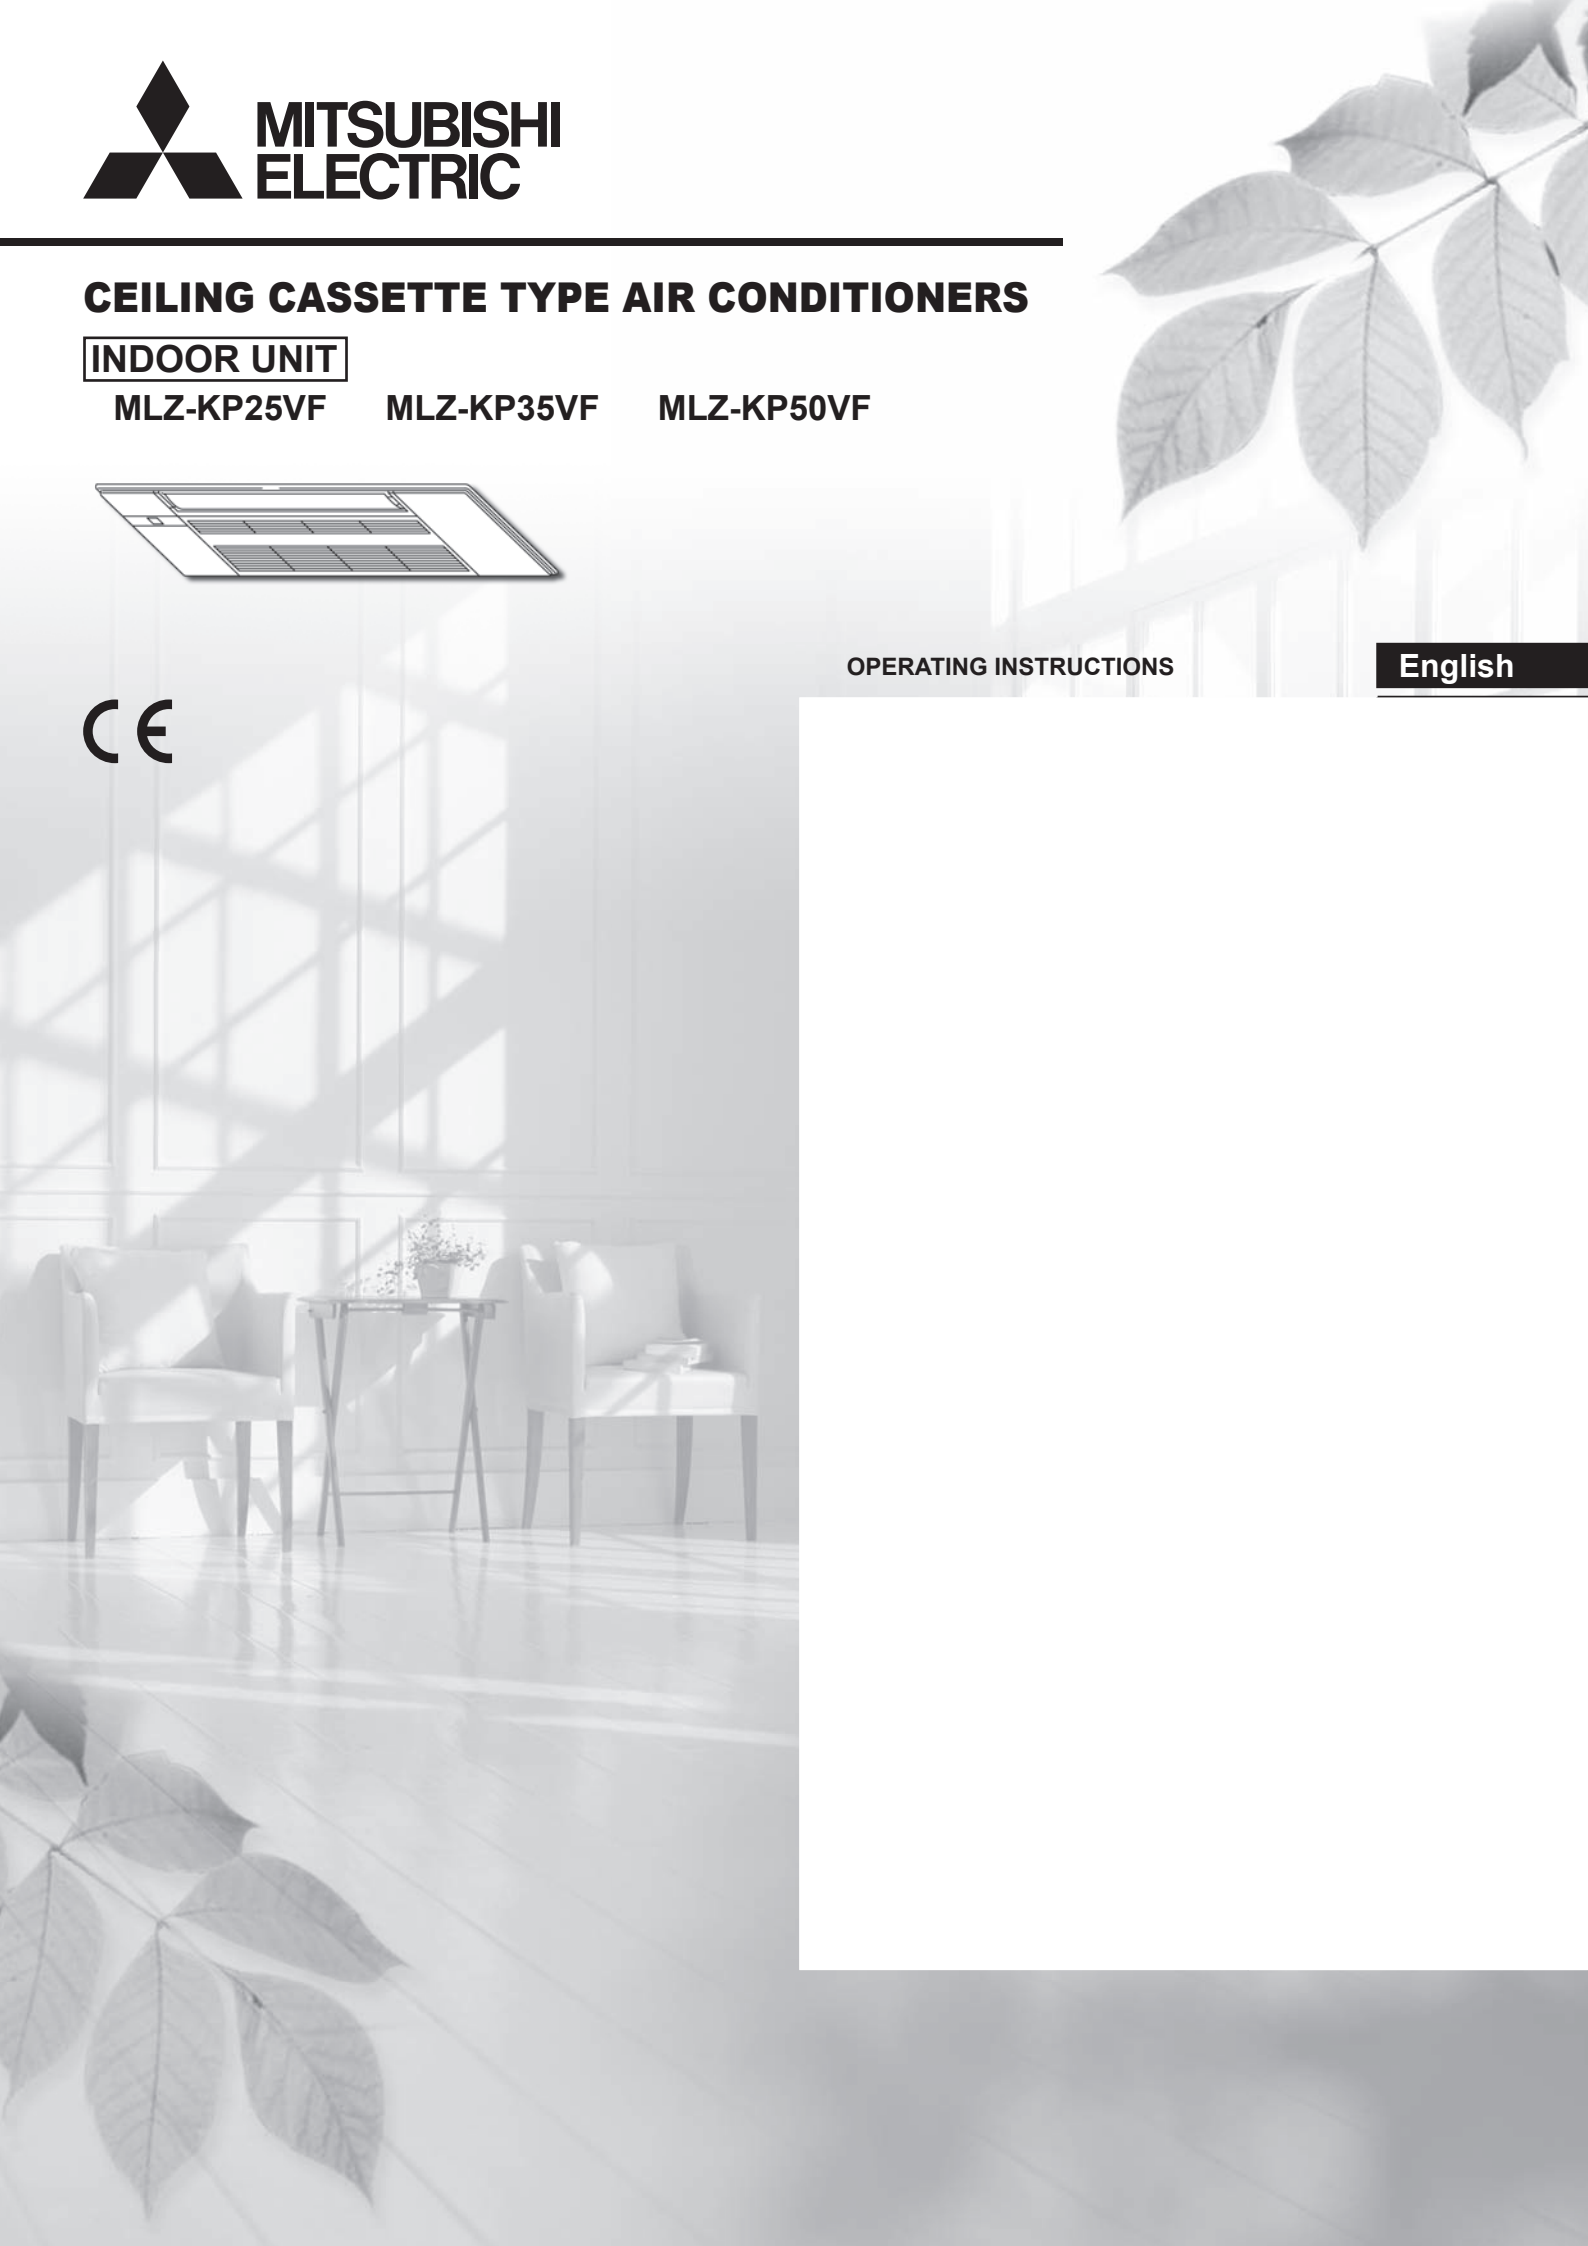 MITSUBISHI
ELECTRIC
CEILING CASSETTE TYPE AIR CONDITIONERS
INDOOR UNIT
MLZ-KP25VF MLZ-KP35VF MLZ-KP50VF
OPERATING INSTRUCTIONS English
CE